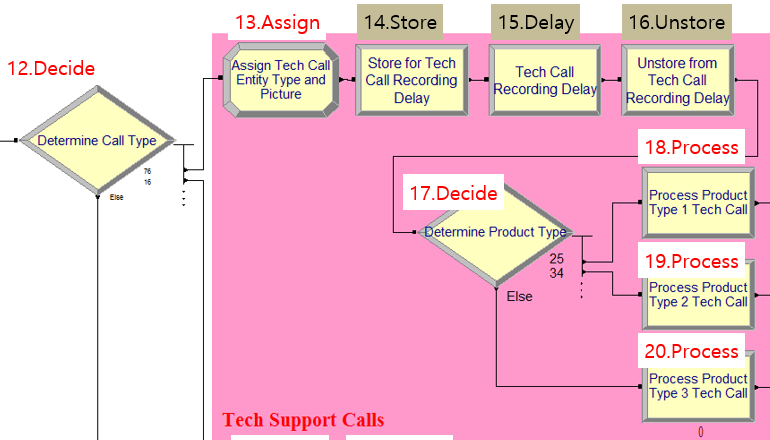 13.Assign
14.Store
15.Delay
16.Unstore
12.Decide
Assign Tech Call
Entity Type and
Picture
Store for Tech
Call Recording
Delay
Tech Call
Recording Delay
Unstore from
Tech Call
Recording Delay
Determine Call Type
76
16
Else
18.Process
Process Product
Type 1 Tech Call
17.Decide
Determine Product Type
25
34
Else
19.Process
Process Product
Type 2 Tech Call
20.Process
Process Product
Type 3 Tech Call
Tech Support Calls
0